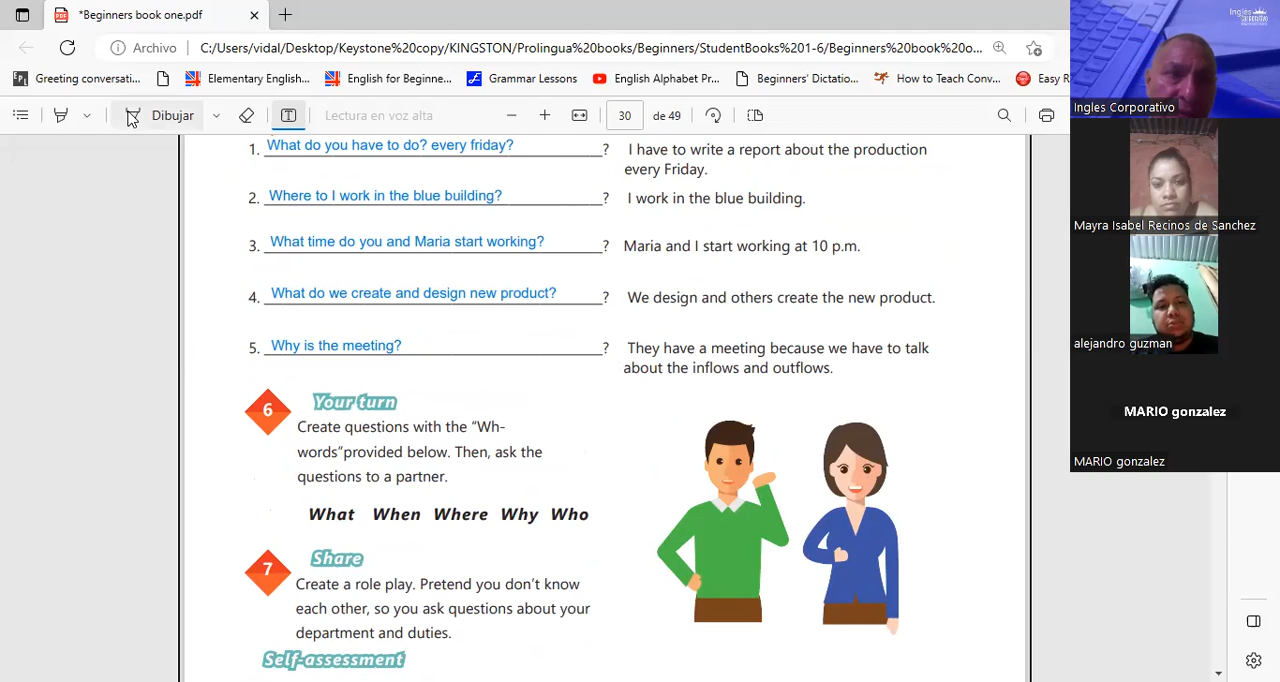 *Beginners book one.pdf
Ingles
CORPORATIVO
Archivo C:/Users/vidal/Desktop/Keystone%20copy/KINGSTON/Prolingua%20books/Beginners/StudentBooks%201-6/Beginners%20book%20o...
Greeting conversati... Elementary English... English for Beginne... Grammar Lessons English Alphabet Pr... Beginners' Dictatio... How to Teach Conv... Easy R
Ingles Corporativo
Dibujar Lectura en voz alta 30 de 49
1. What do you have to do? every friday? ? I have to write a report about the production
every Friday.
2. Where to I work in the blue building? ? I work in the blue building.
3. What time do you and Maria start working? ? Maria and I start working at 10 p.m.
4. What do we create and design new product? ? We design and others create the new product.
5. Why is the meeting? ? They have a meeting because we have to talk
about the inflows and outflows.
6 Your turn
Create questions with the “Wh-
words”provided below. Then, ask the
questions to a partner.
What When Where Why Who
7 Share
Create a role play. Pretend you don’t know
each other, so you ask questions about your
department and duties.
Self-assessment
Mayra Isabel Recinos de Sanchez
alejandro guzman
MARIO gonzalez
MARIO gonzalez